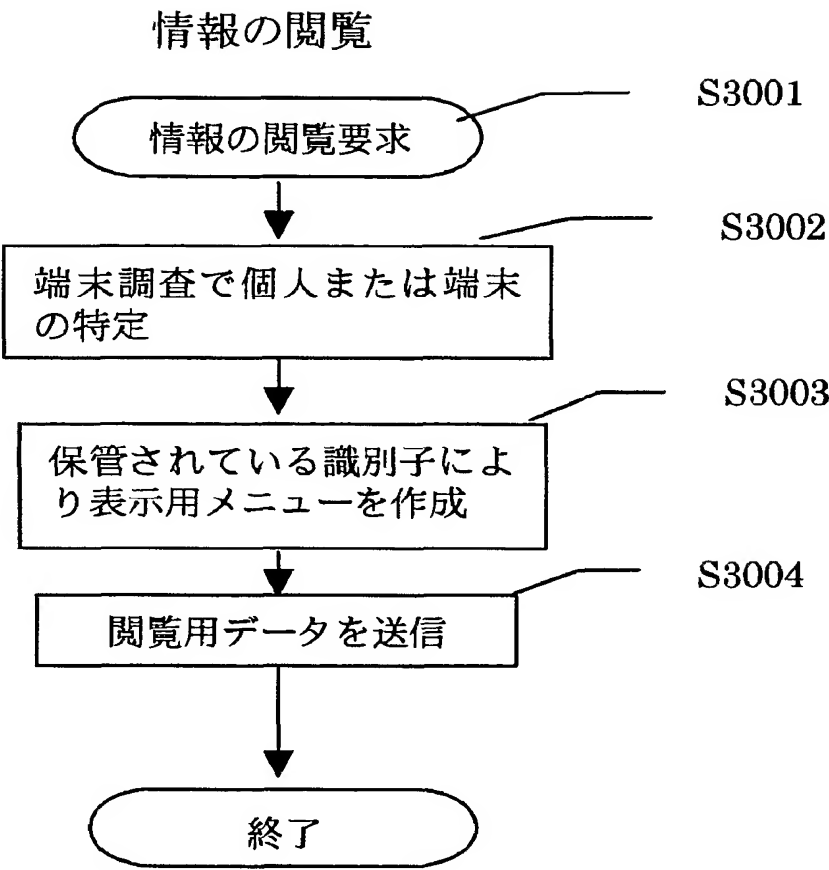 情報の閲覧
S3001
情報の閲覧要求
S3002
端末調査で個人または端末
の特定
S3003
保管されている識別子によ
り表示用メニューを作成
S3004
閲覧用データを送信
終了